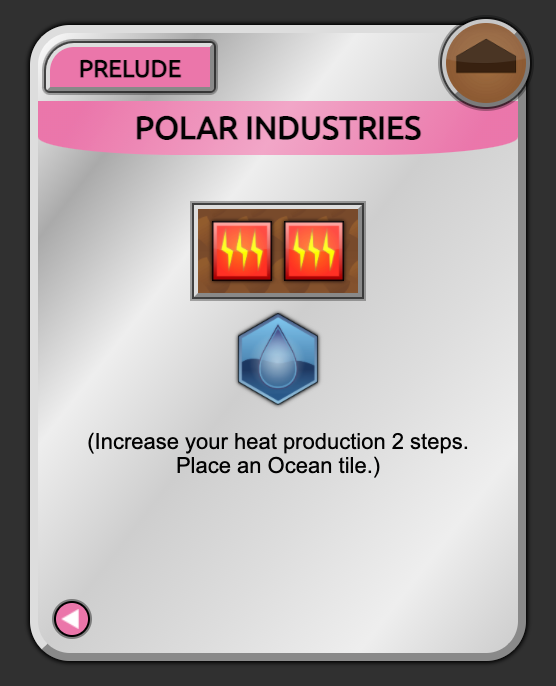 PRELUDE
POLAR INDUSTRIES
(Increase your heat production 2 steps.
Place an Ocean tile.)